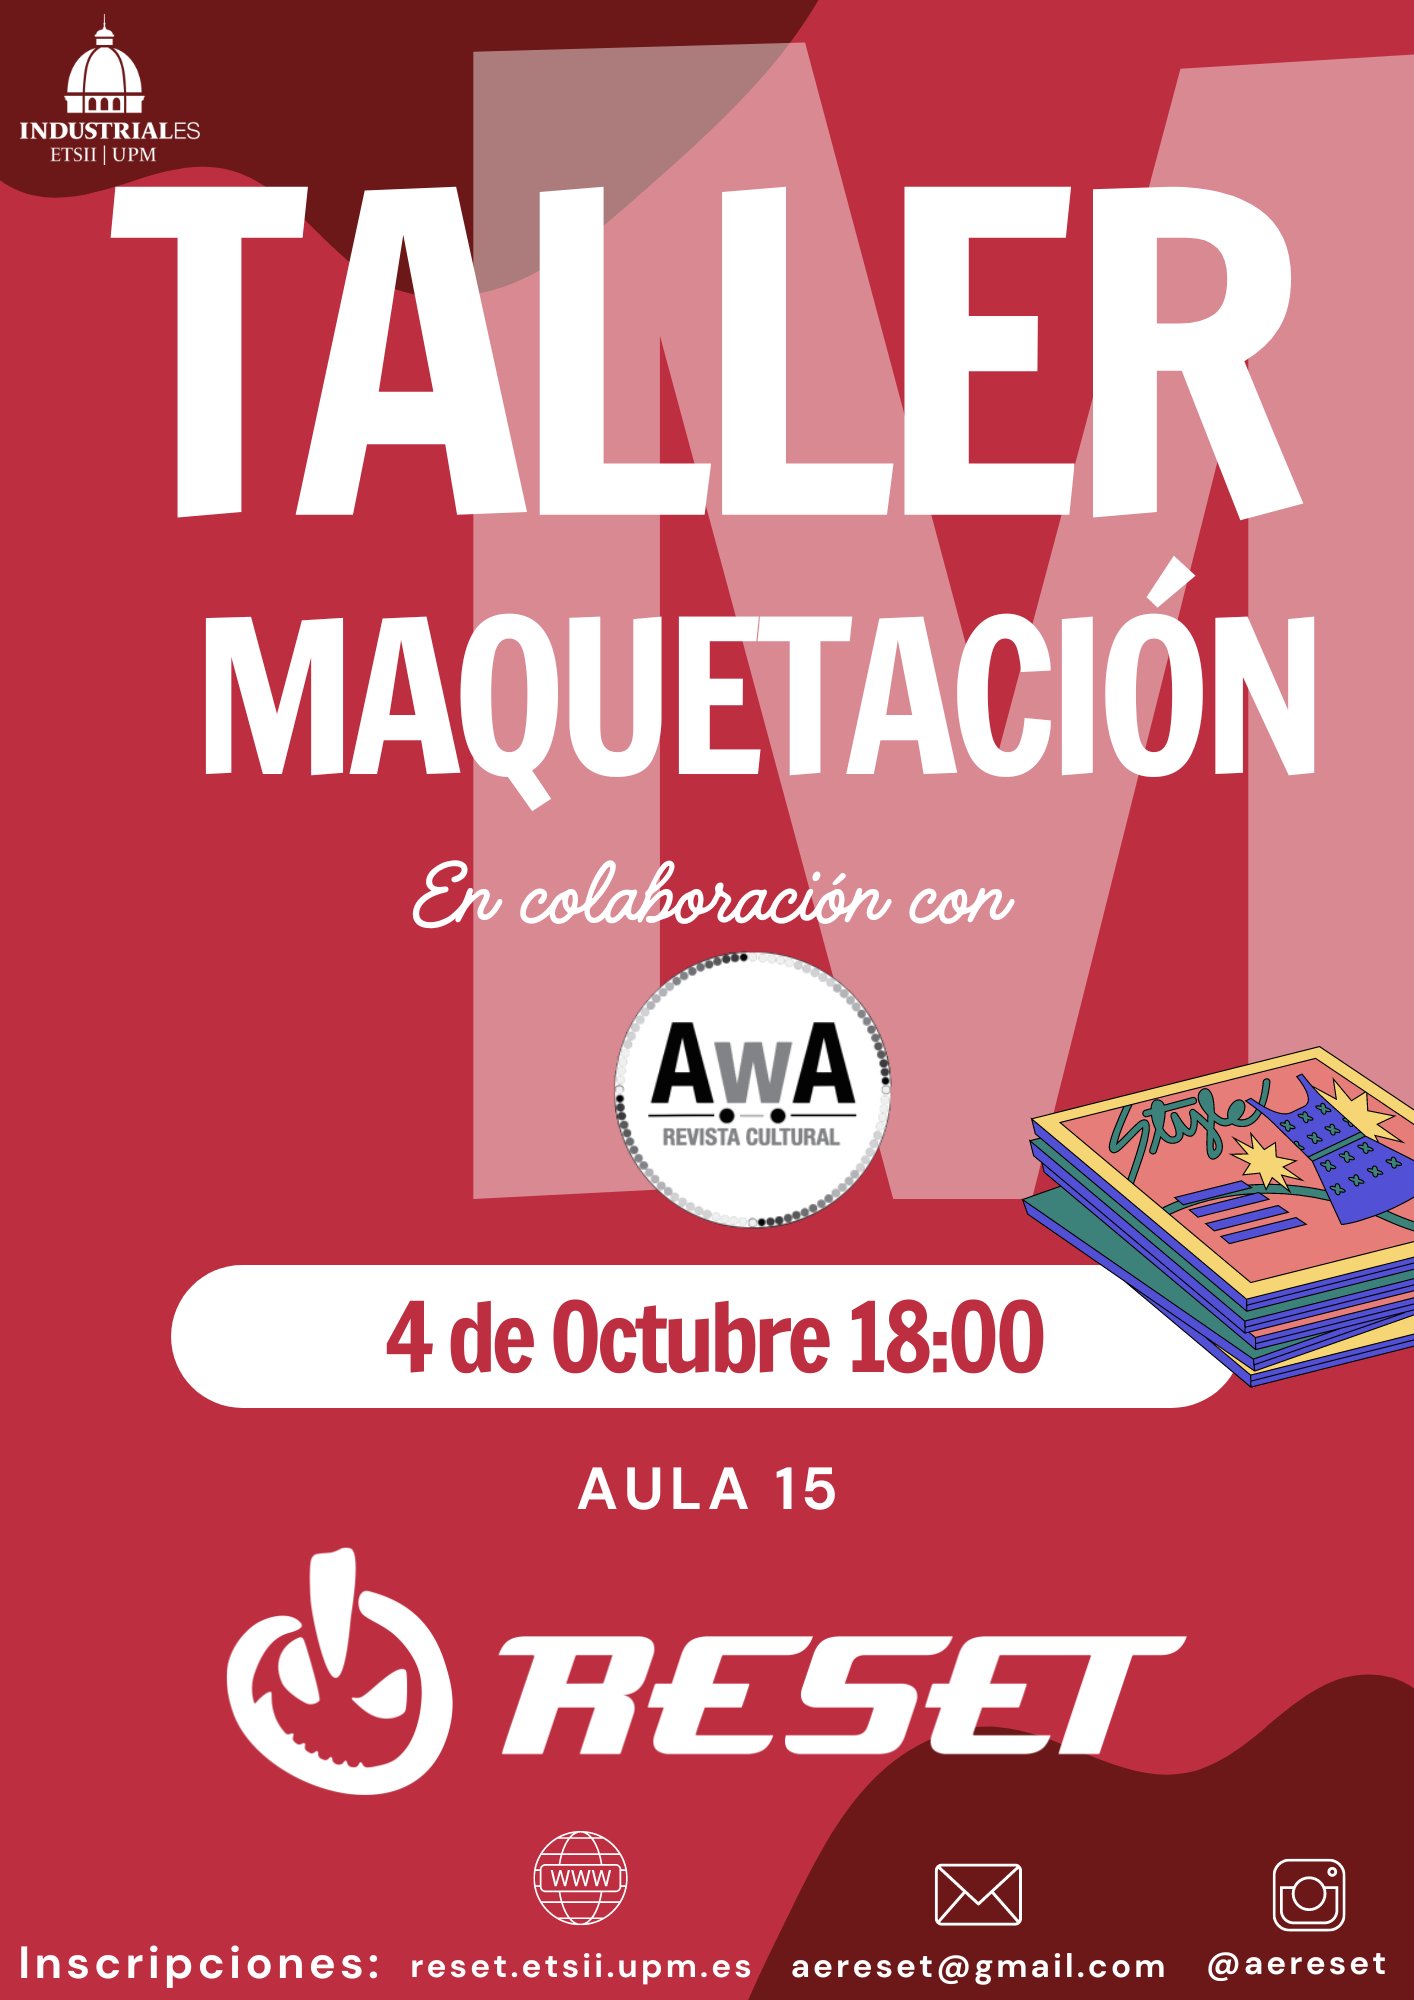 INDUSTRIALES
ETSII | UPM
TALLER
MAQUETACIÓN
En colaboración con
AwA
REVISTA CULTURAL
Style
4 de Octubre 18:00
AULA 15
RESET
WWW
Inscripciones: reset.etsii.upm.es aereset@gmail.com @aereset